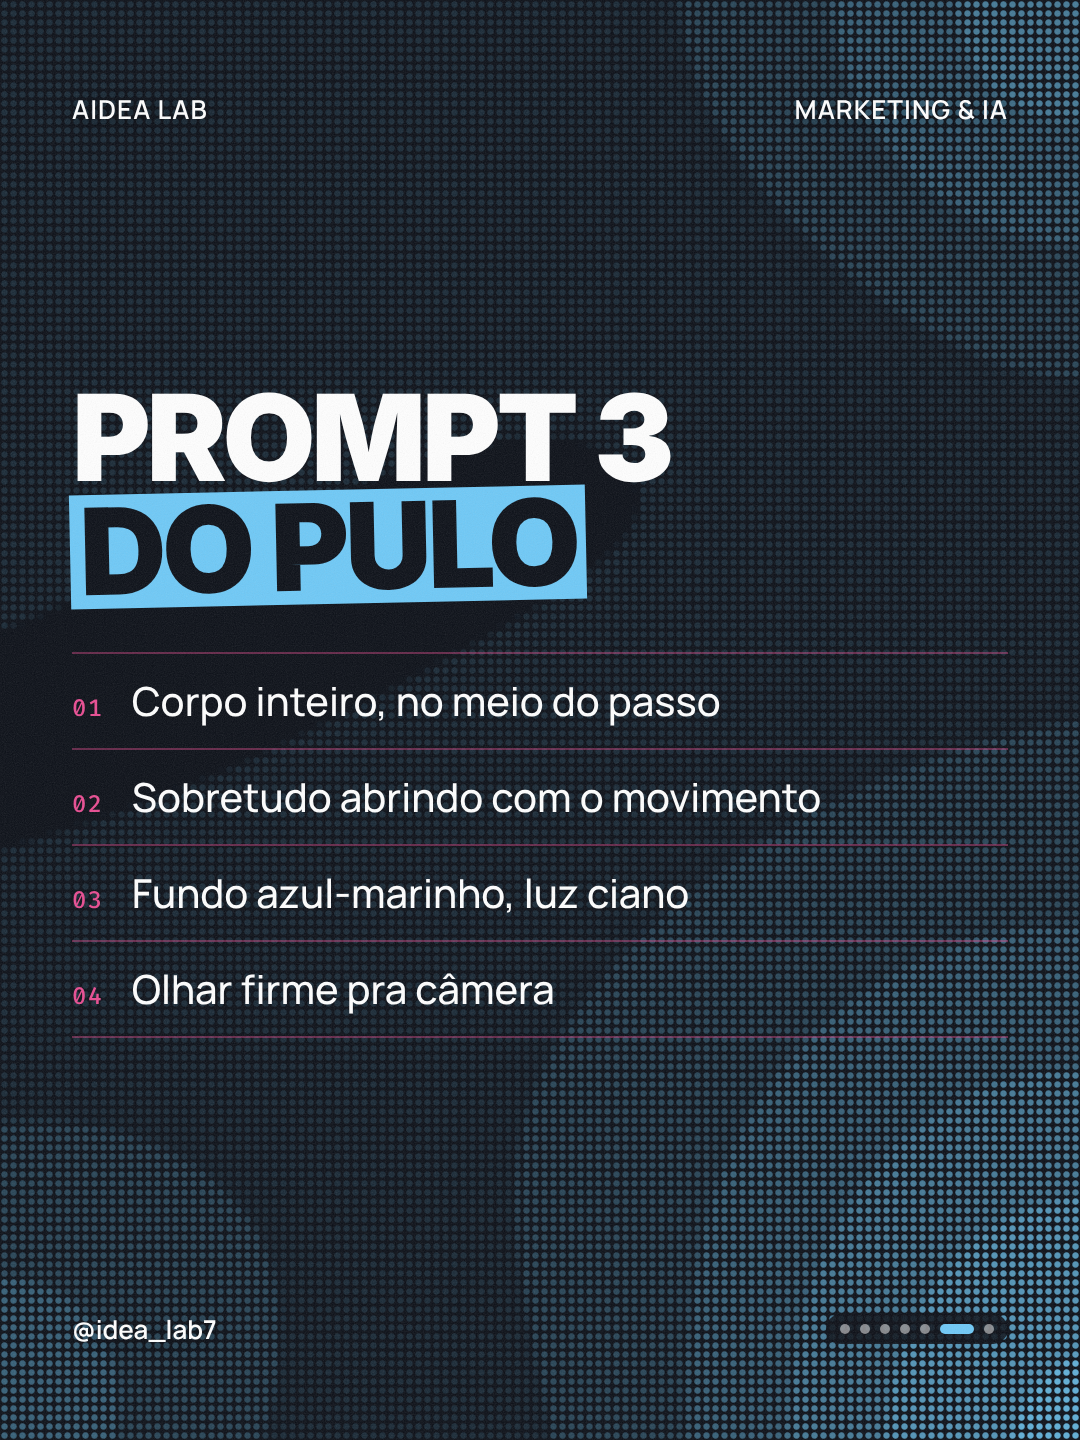 AIDEA LAB
MARKETING & IA
PROMPT 3
DO PULO
01 Corpo inteiro, no meio do passo
02 Sobretudo abrindo com o movimento
03 Fundo azul-marinho, luz ciano
04 Olhar firme pra câmera
@idea_lab7